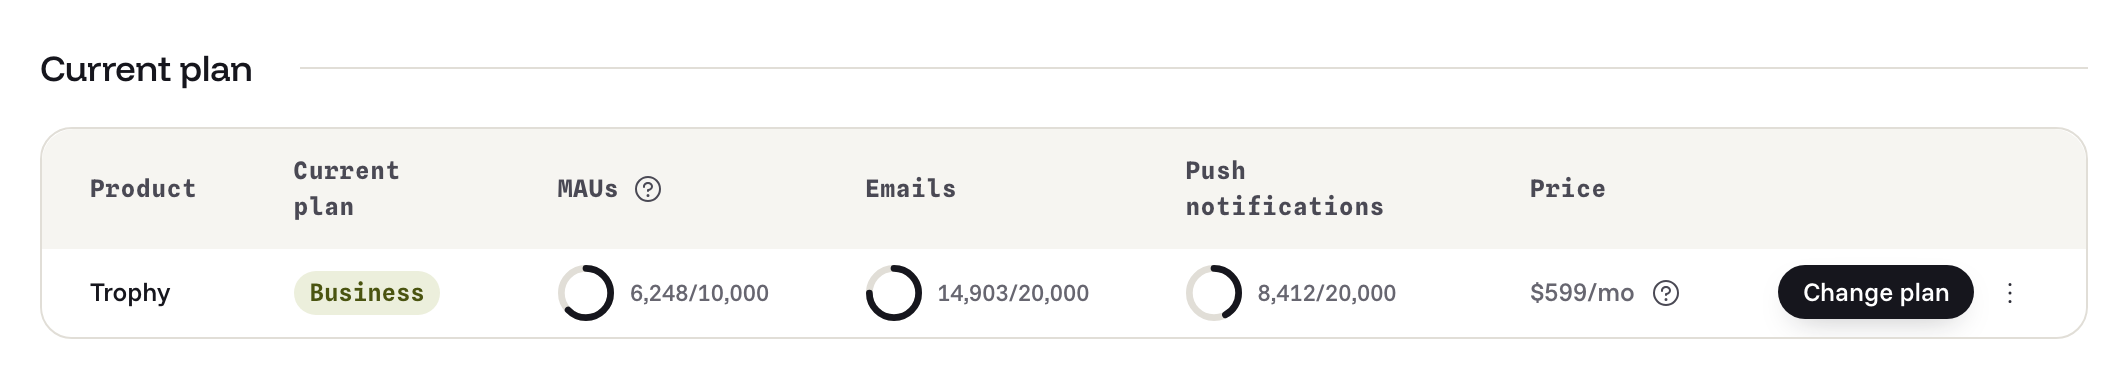 Current plan
Product
Current
plan
MAUs
Emails
Push
notifications
Price
Trophy
Business
6,248/10,000
14,903/20,000
8,412/20,000
$599/mo
Change plan